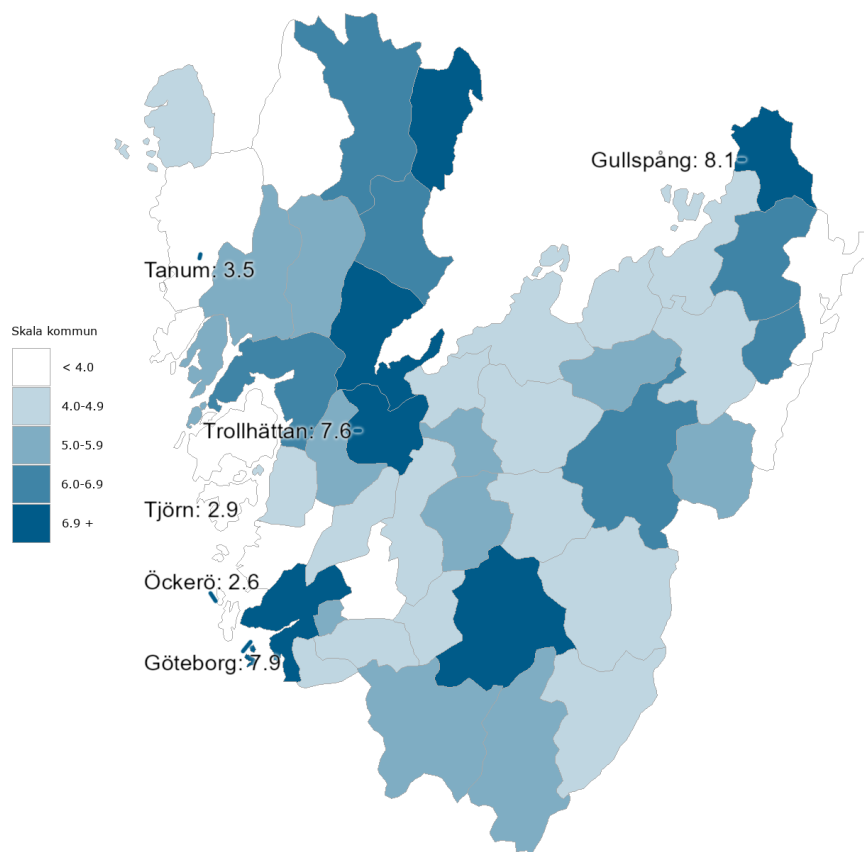 Gullspång: 8.1
Tanum: 3.5
Skala kommun
< 4.0
4.0-4.9
5.0-5.9
6.0-6.9
6.9 +
Trollhättan: 7.6
Tjörn: 2.9
Öckerö: 2.6
Göteborg: 7.9